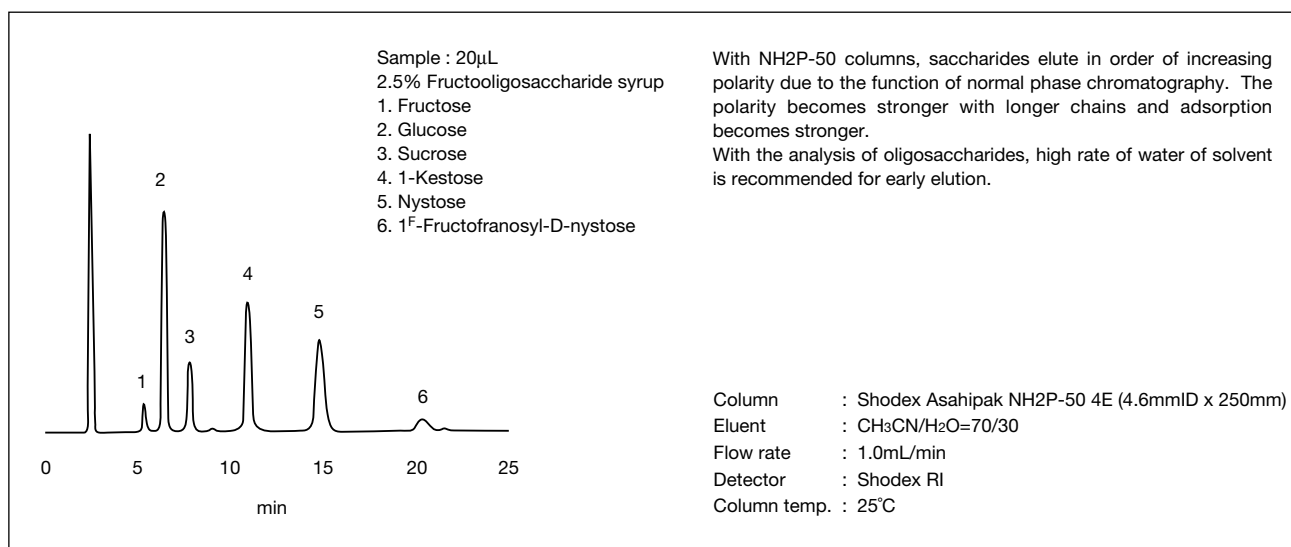 Sample : 20μL
2.5% Fructooligosaccharide syrup
1. Fructose
2. Glucose
3. Sucrose
4. 1-Kestose
5. Nystose
6. 1F-Fructofranosyl-D-nystose
With NH2P-50 columns, saccharides elute in order of increasing
polarity due to the function of normal phase chromatography. The
polarity becomes stronger with longer chains and adsorption
becomes stronger.
With the analysis of oligosaccharides, high rate of water of solvent
is recommended for early elution.
2
4
5
3
1
6
0 5 10 15 20 25
min
Column : Shodex Asahipak NH2P-50 4E (4.6mmID x 250mm)
Eluent : CH3CN/H2O=70/30
Flow rate : 1.0mL/min
Detector : Shodex RI
Column temp. : 25℃